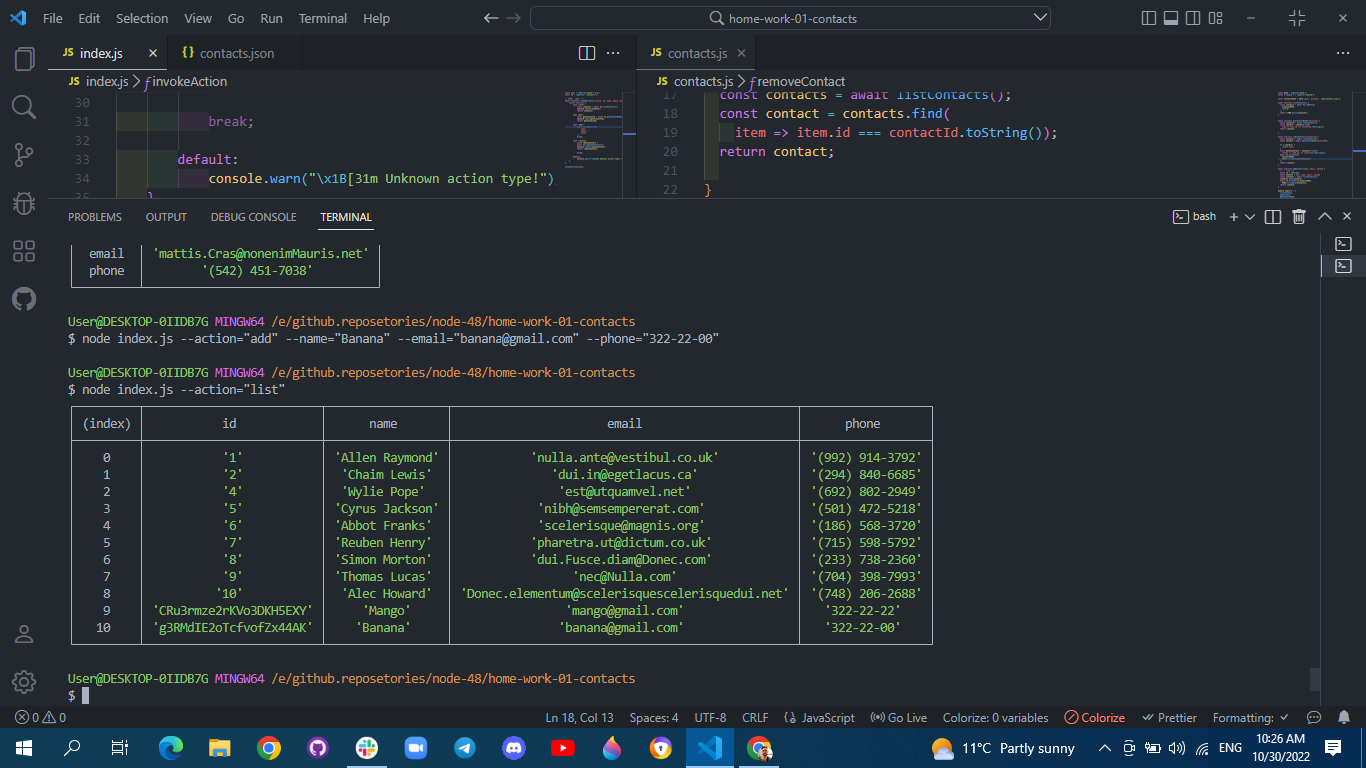 File Edit Selection View Go Run Terminal Help
home-work-01-contacts
JS index.js
{} contacts.json
JS contacts.js
JS index.js > ƒ invokeAction
JS contacts.js > ƒ removeContact
30
31 break;
32
33 default:
34 console.warn("\x1B[31m Unknown action type!")
35 }
17 const contacts = await listContacts();
18 const contact = contacts.find(
19 item => item.id === contactId.toString());
20 return contact;
21
22 }
PROBLEMS OUTPUT DEBUG CONSOLE TERMINAL
bash
email 'mattis.Cras@nonenimMauris.net'
phone '(542) 451-7038'
User@DESKTOP-0IIDB7G MINGW64 /e/github.reposetories/node-48/home-work-01-contacts
$ node index.js --action="add" --name="Banana" --email="banana@gmail.com" --phone="322-22-00"
User@DESKTOP-0IIDB7G MINGW64 /e/github.reposetories/node-48/home-work-01-contacts
$ node index.js --action="list"
(index) id name email phone
0 '1' 'Allen Raymond' 'nulla.ante@vestibul.co.uk' '(992) 914-3792'
1 '2' 'Chaim Lewis' 'dui.in@egetlacus.ca' '(294) 840-6685'
2 '4' 'Wylie Pope' 'est@utquamvel.net' '(692) 802-2949'
3 '5' 'Cyrus Jackson' 'nibh@semsempererat.com' '(501) 472-5218'
4 '6' 'Abbot Franks' 'scelerisque@magnis.org' '(186) 568-3720'
5 '7' 'Reuben Henry' 'pharetra.ut@dictum.co.uk' '(715) 598-5792'
6 '8' 'Simon Morton' 'dui.Fusce.diam@Donec.com' '(233) 738-2360'
7 '9' 'Thomas Lucas' 'nec@Nulla.com' '(704) 398-7993'
8 '10' 'Alec Howard' 'Donec.elementum@scelerisquescelerisquedui.net' '(748) 206-2688'
9 'CRu3rmze2rKVo3DKH5EXY' 'Mango' 'mango@gmail.com' '322-22-22'
10 'g3RMdIE2oTcfvofZx44AK' 'Banana' 'banana@gmail.com' '322-22-00'
User@DESKTOP-0IIDB7G MINGW64 /e/github.reposetories/node-48/home-work-01-contacts
$
0 0 Ln 18, Col 13 Spaces: 4 UTF-8 CRLF {} JavaScript Go Live Colorize: 0 variables Colorize Prettier Formatting:
11°C Partly sunny ENG
10:26 AM
10/30/2022